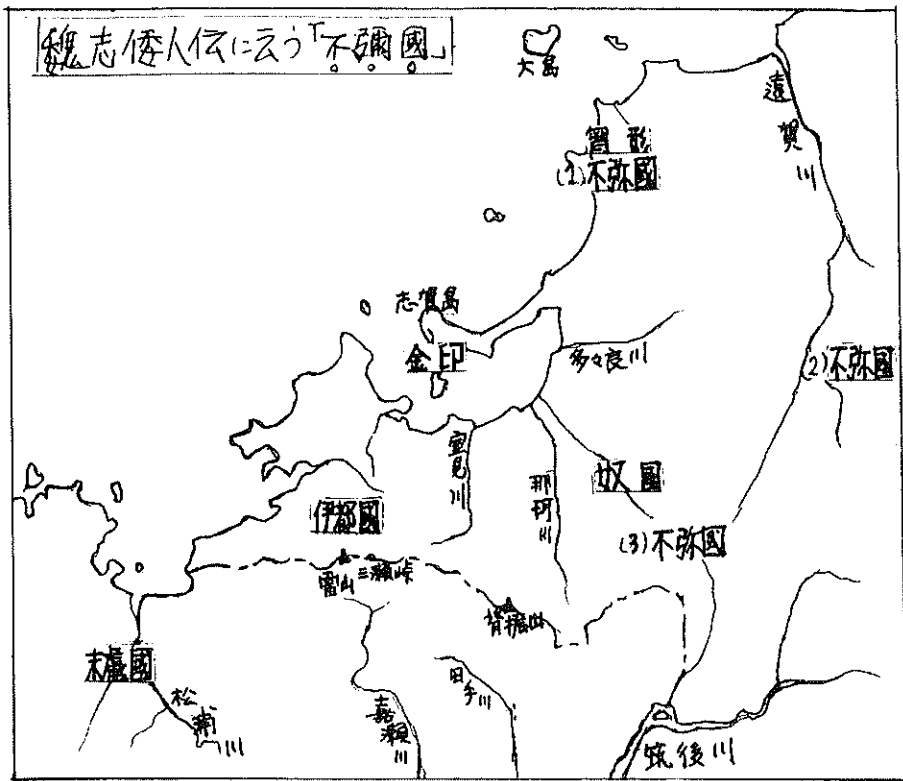 魏志倭人伝に云う「不彌國」
大島
遠賀川
宗形
(1)不弥國
志賀島
金印
多々良川
(2)不弥國
室見川
那珂川
奴國
伊都國
(3)不弥國
雷山
三瀬峠
背振山
末盧國
松浦川
嘉瀬川
田手川
筑後川